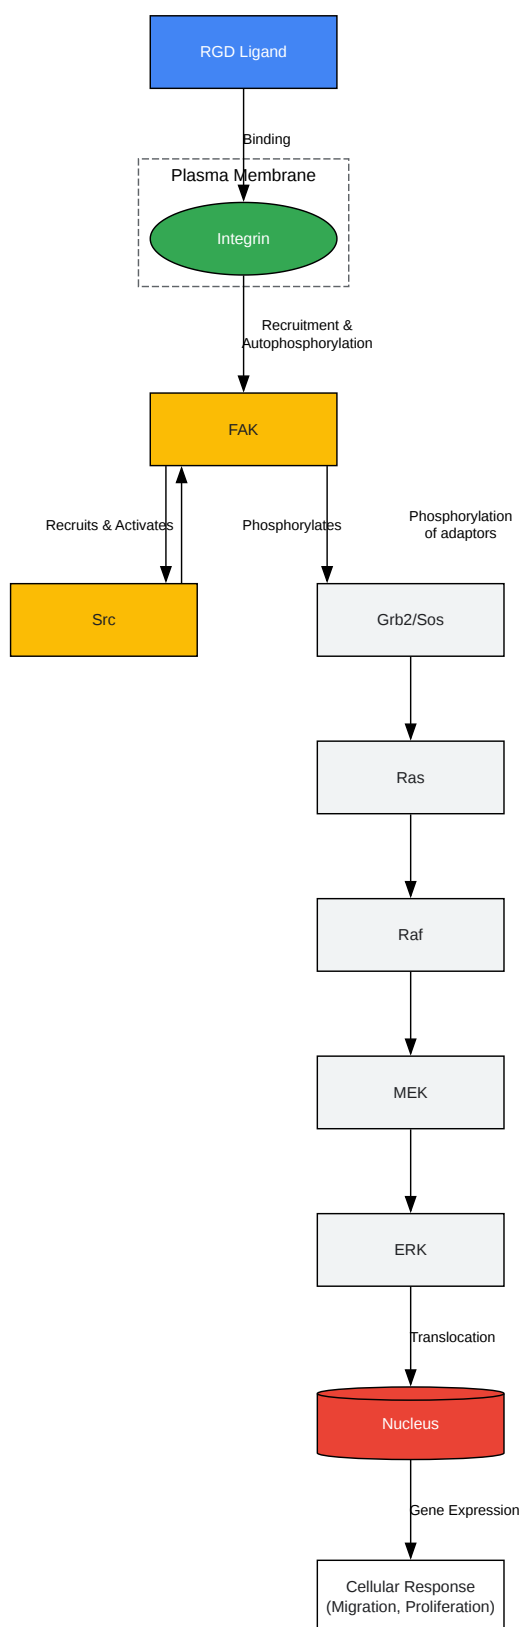 RGD Ligand
Binding
Plasma Membrane
Integrin
Recruitment &
Autophosphorylation
FAK
Recruits & Activates
Phosphorylates
Phosphorylation
of adaptors
Src
Grb2/Sos
Ras
Raf
MEK
ERK
Translocation
Nucleus
Gene Expression
Cellular Response
(Migration, Proliferation)